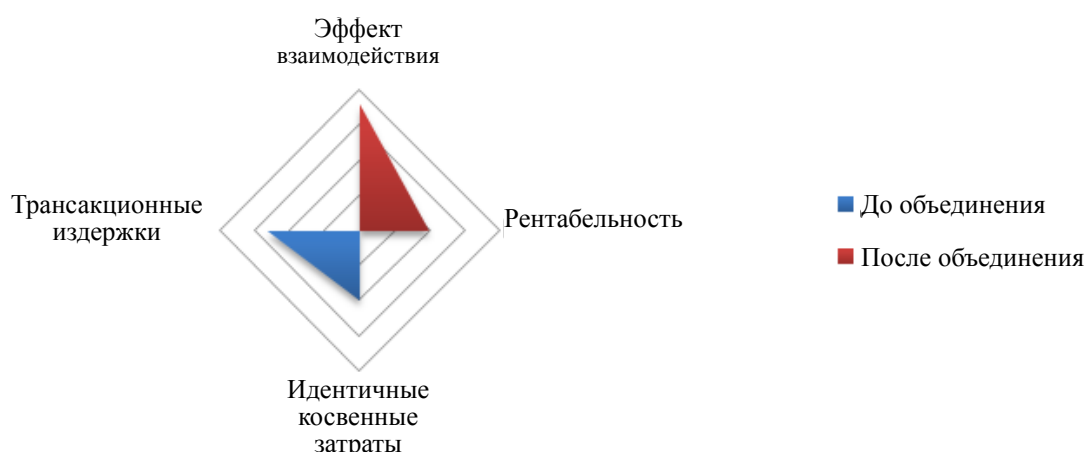 Эффект
взаимодействия
Трансакционные
издержки
Рентабельность
До объединения
После объединения
Идентичные
косвенные
затраты